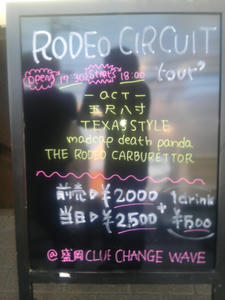 RODEO CIRCUIT
tour?
open 17:30 start 18:00
-acT-
五尺八寸
TEXAS STYLE
madcap death panda
THE RODEO CARBURETTOR
前売▷¥2000
当日▷¥2500
+ 1drink ¥500
@盛岡CLUB CHANGE WAVE